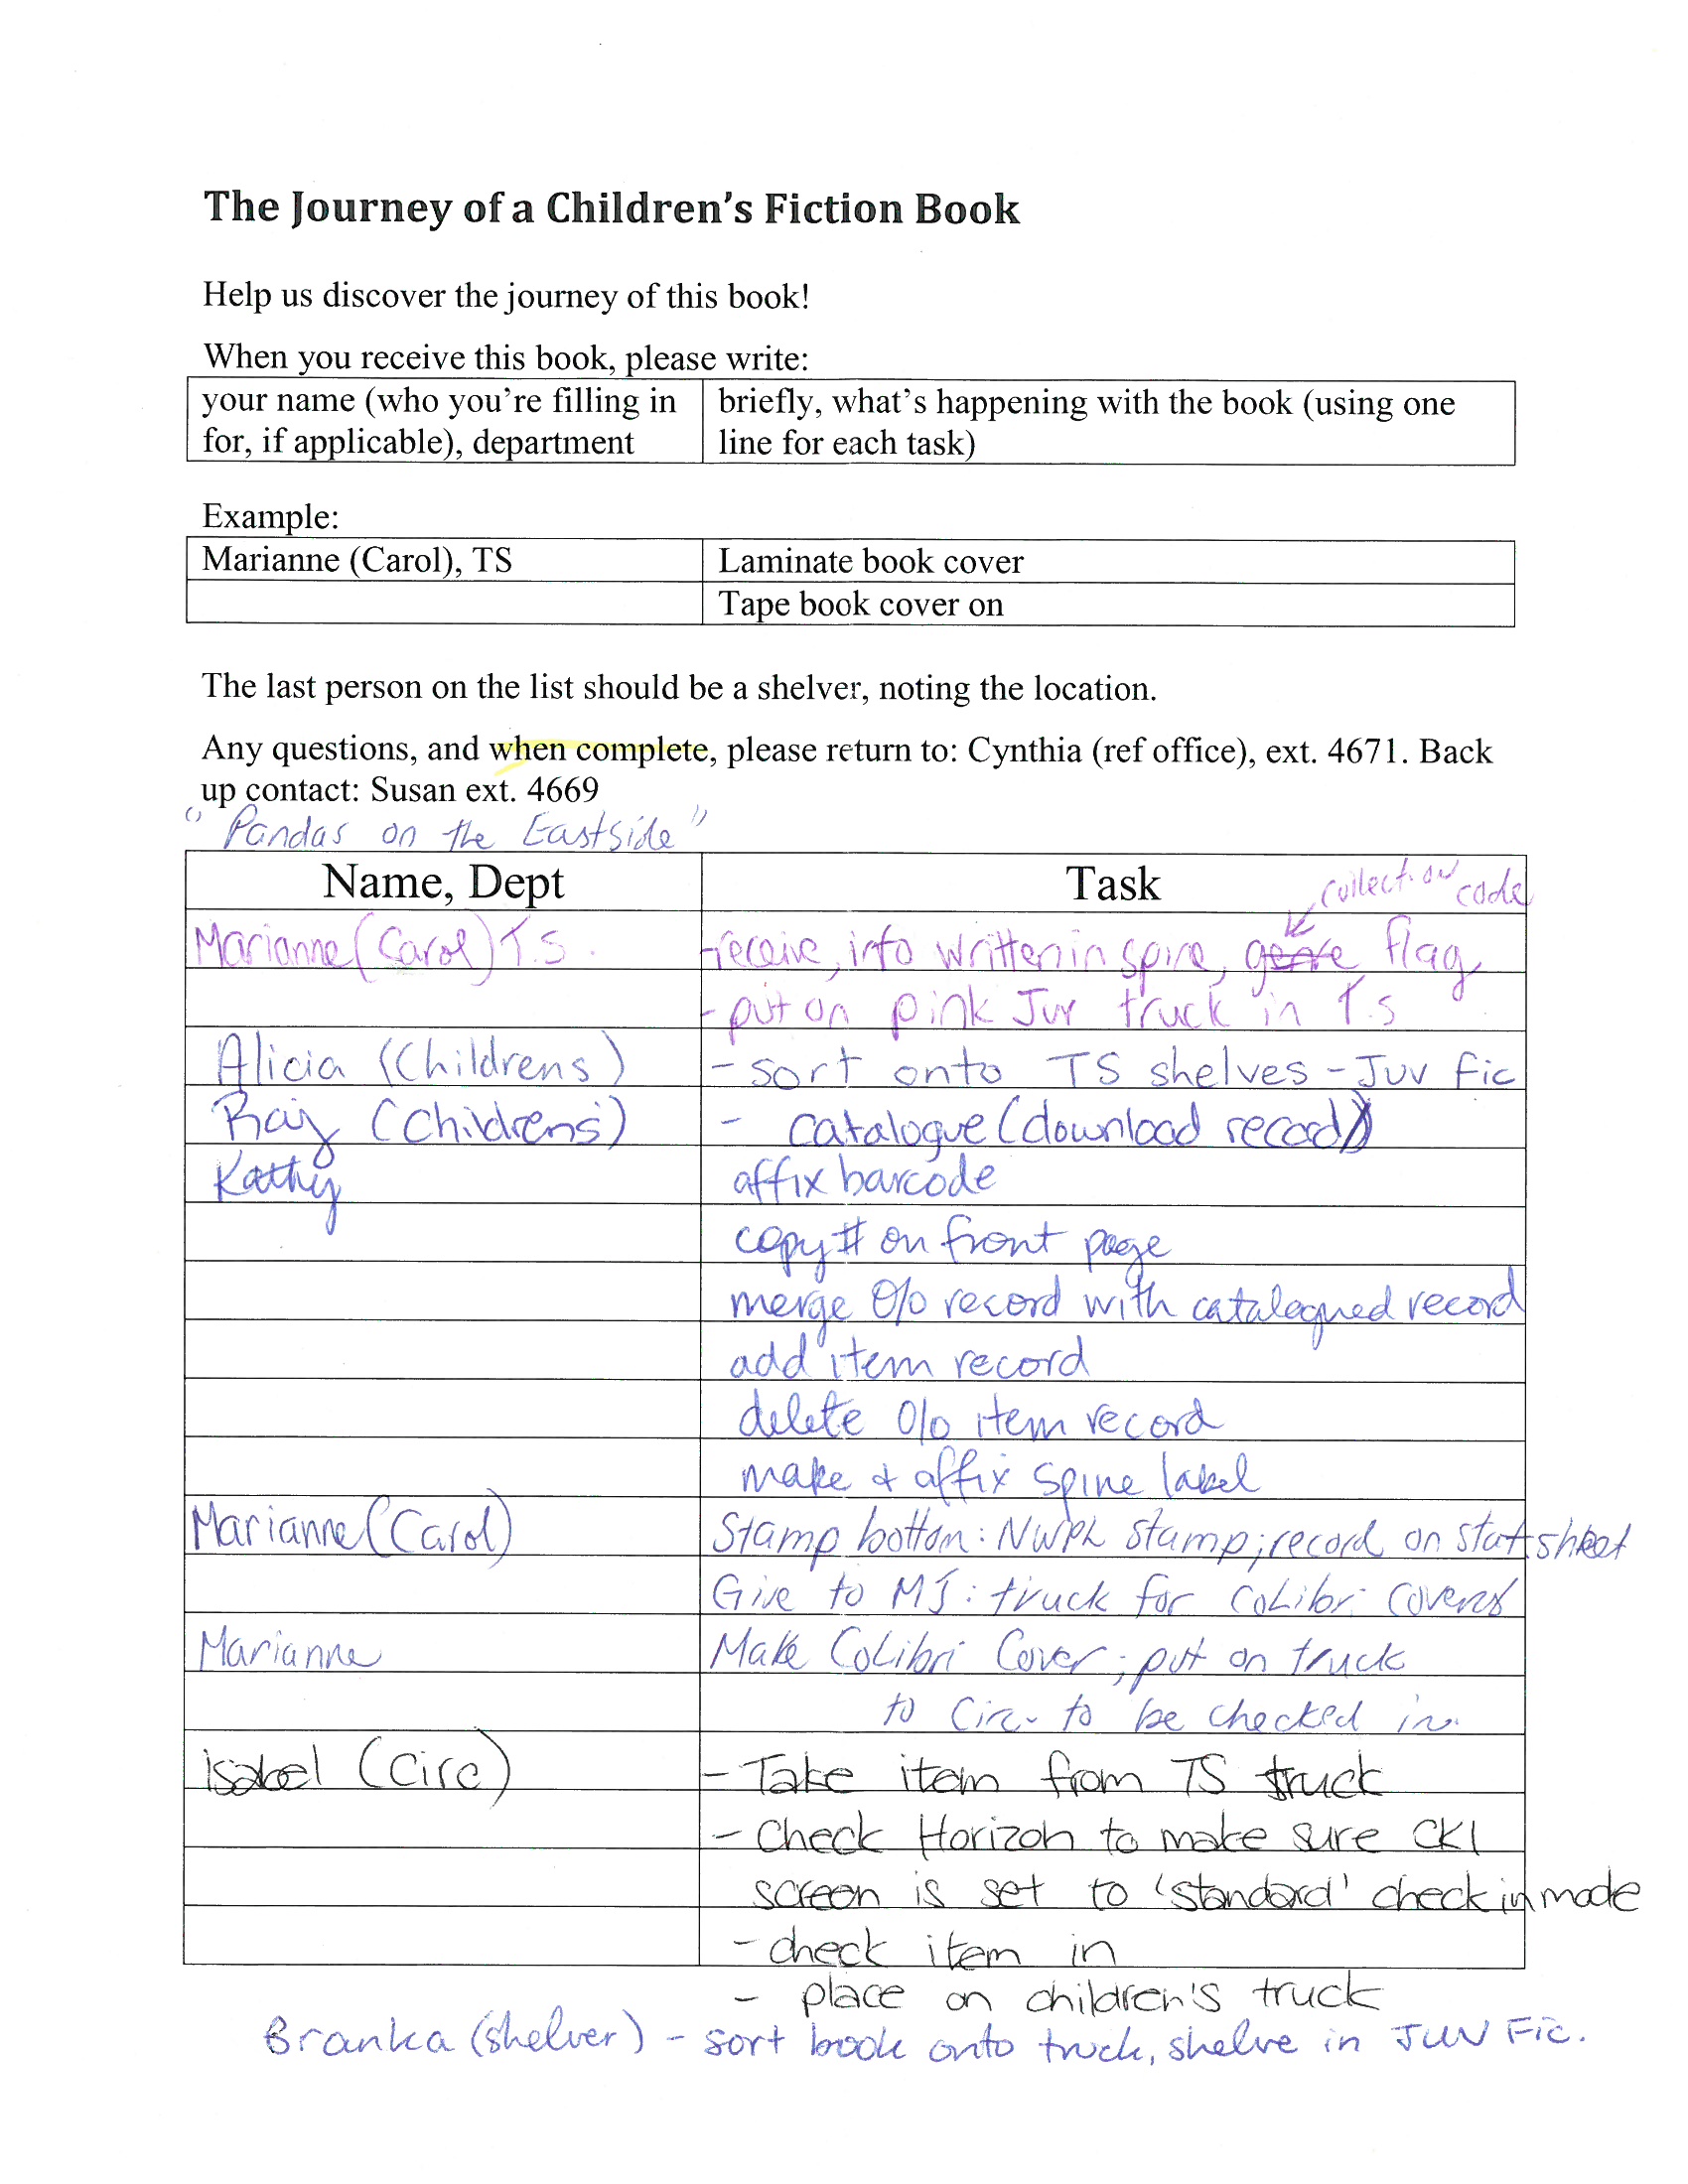 The Journey of a Children's Fiction Book
Help us discover the journey of this book!
When you receive this book, please write:
your name (who you're filling in for, if applicable), department
briefly, what's happening with the book (using one line for each task)
Example:
Marianne (Carol), TS
Laminate book cover
Tape book cover on
The last person on the list should be a shelver, noting the location.
Any questions, and when complete, please return to: Cynthia (ref office), ext. 4671. Back
up contact: Susan ext. 4669
"Pandas on the Eastside"
Name, Dept
Task
collection code
Marianne (Carol) T.S.
-receive, info written in spine, genre flag
- put on pink Juv truck in T.S
Alicia (Childrens)
- sort onto TS shelves - Juv Fic
(Childrens)
- catalogue (download record)
Kathy
affix barcode
copy # on front page
merge O/o record with catalogued record
add item record
delete O/o item record
make & affix spine label
Marianne (Carol)
Stamp bottom: NWPL stamp; record on stat sheet
Give to MJ: truck for CoLibri covers
Marianne
Make CoLibri Cover; put on truck
to Circ. to be checked in.
isabel (Circ)
- Take item from TS truck
- Check Horizon to make sure CKI
screen is set to 'standard' check in mode
- check item in
- place on children's truck
Branka (shelver) - sort book onto truck, shelve in JUV Fic.